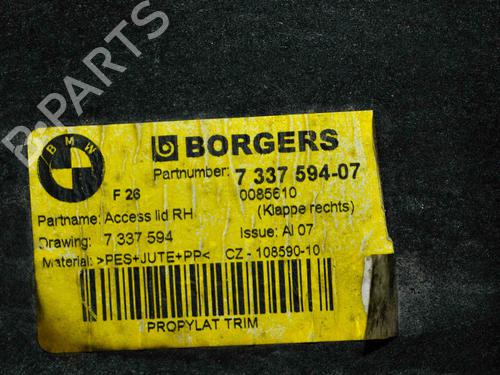 B-PARTS
BMW
BORGERS
Partnumber: 7 337 594-07
F 26
0085610
Partname: Access lid RH
(Klappe rechts)
Drawing: 7 337 594
Issue: AI 07
Material: >PES+JUTE+PP<
CZ - 108590-10
PROPYLAT TRIM